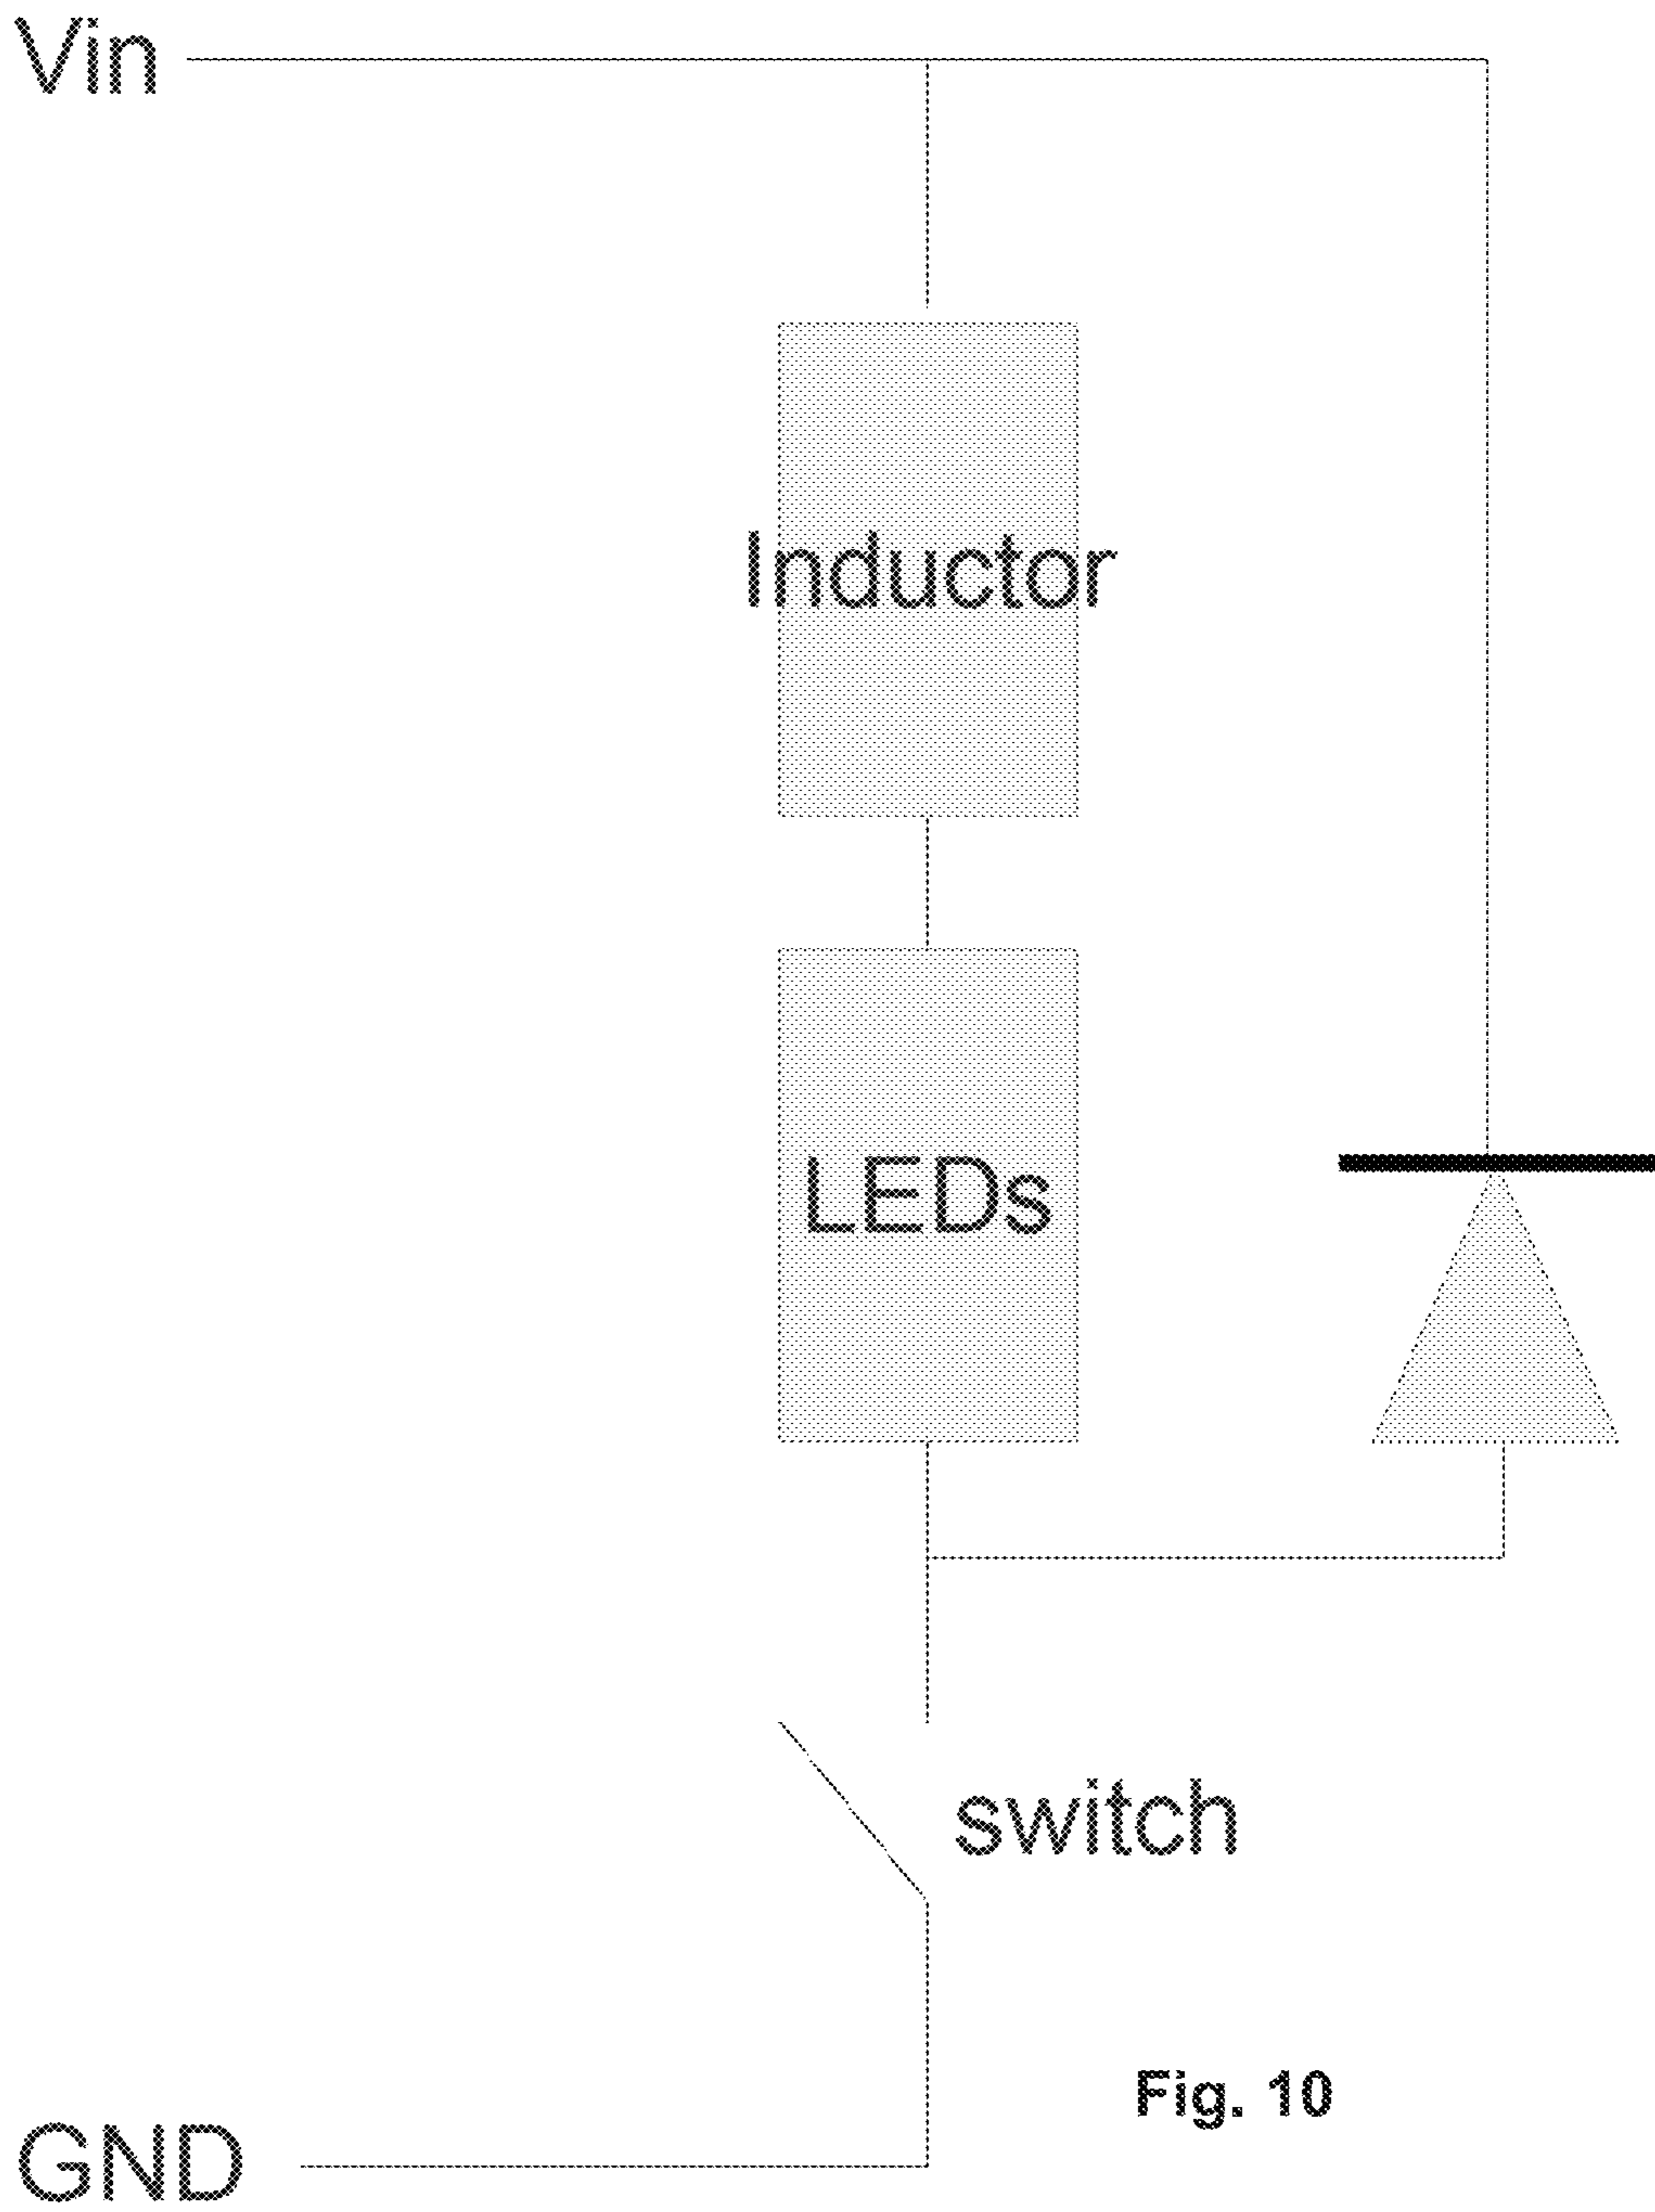 Vin
Inductor
LEDs
switch
Fig. 10
GND